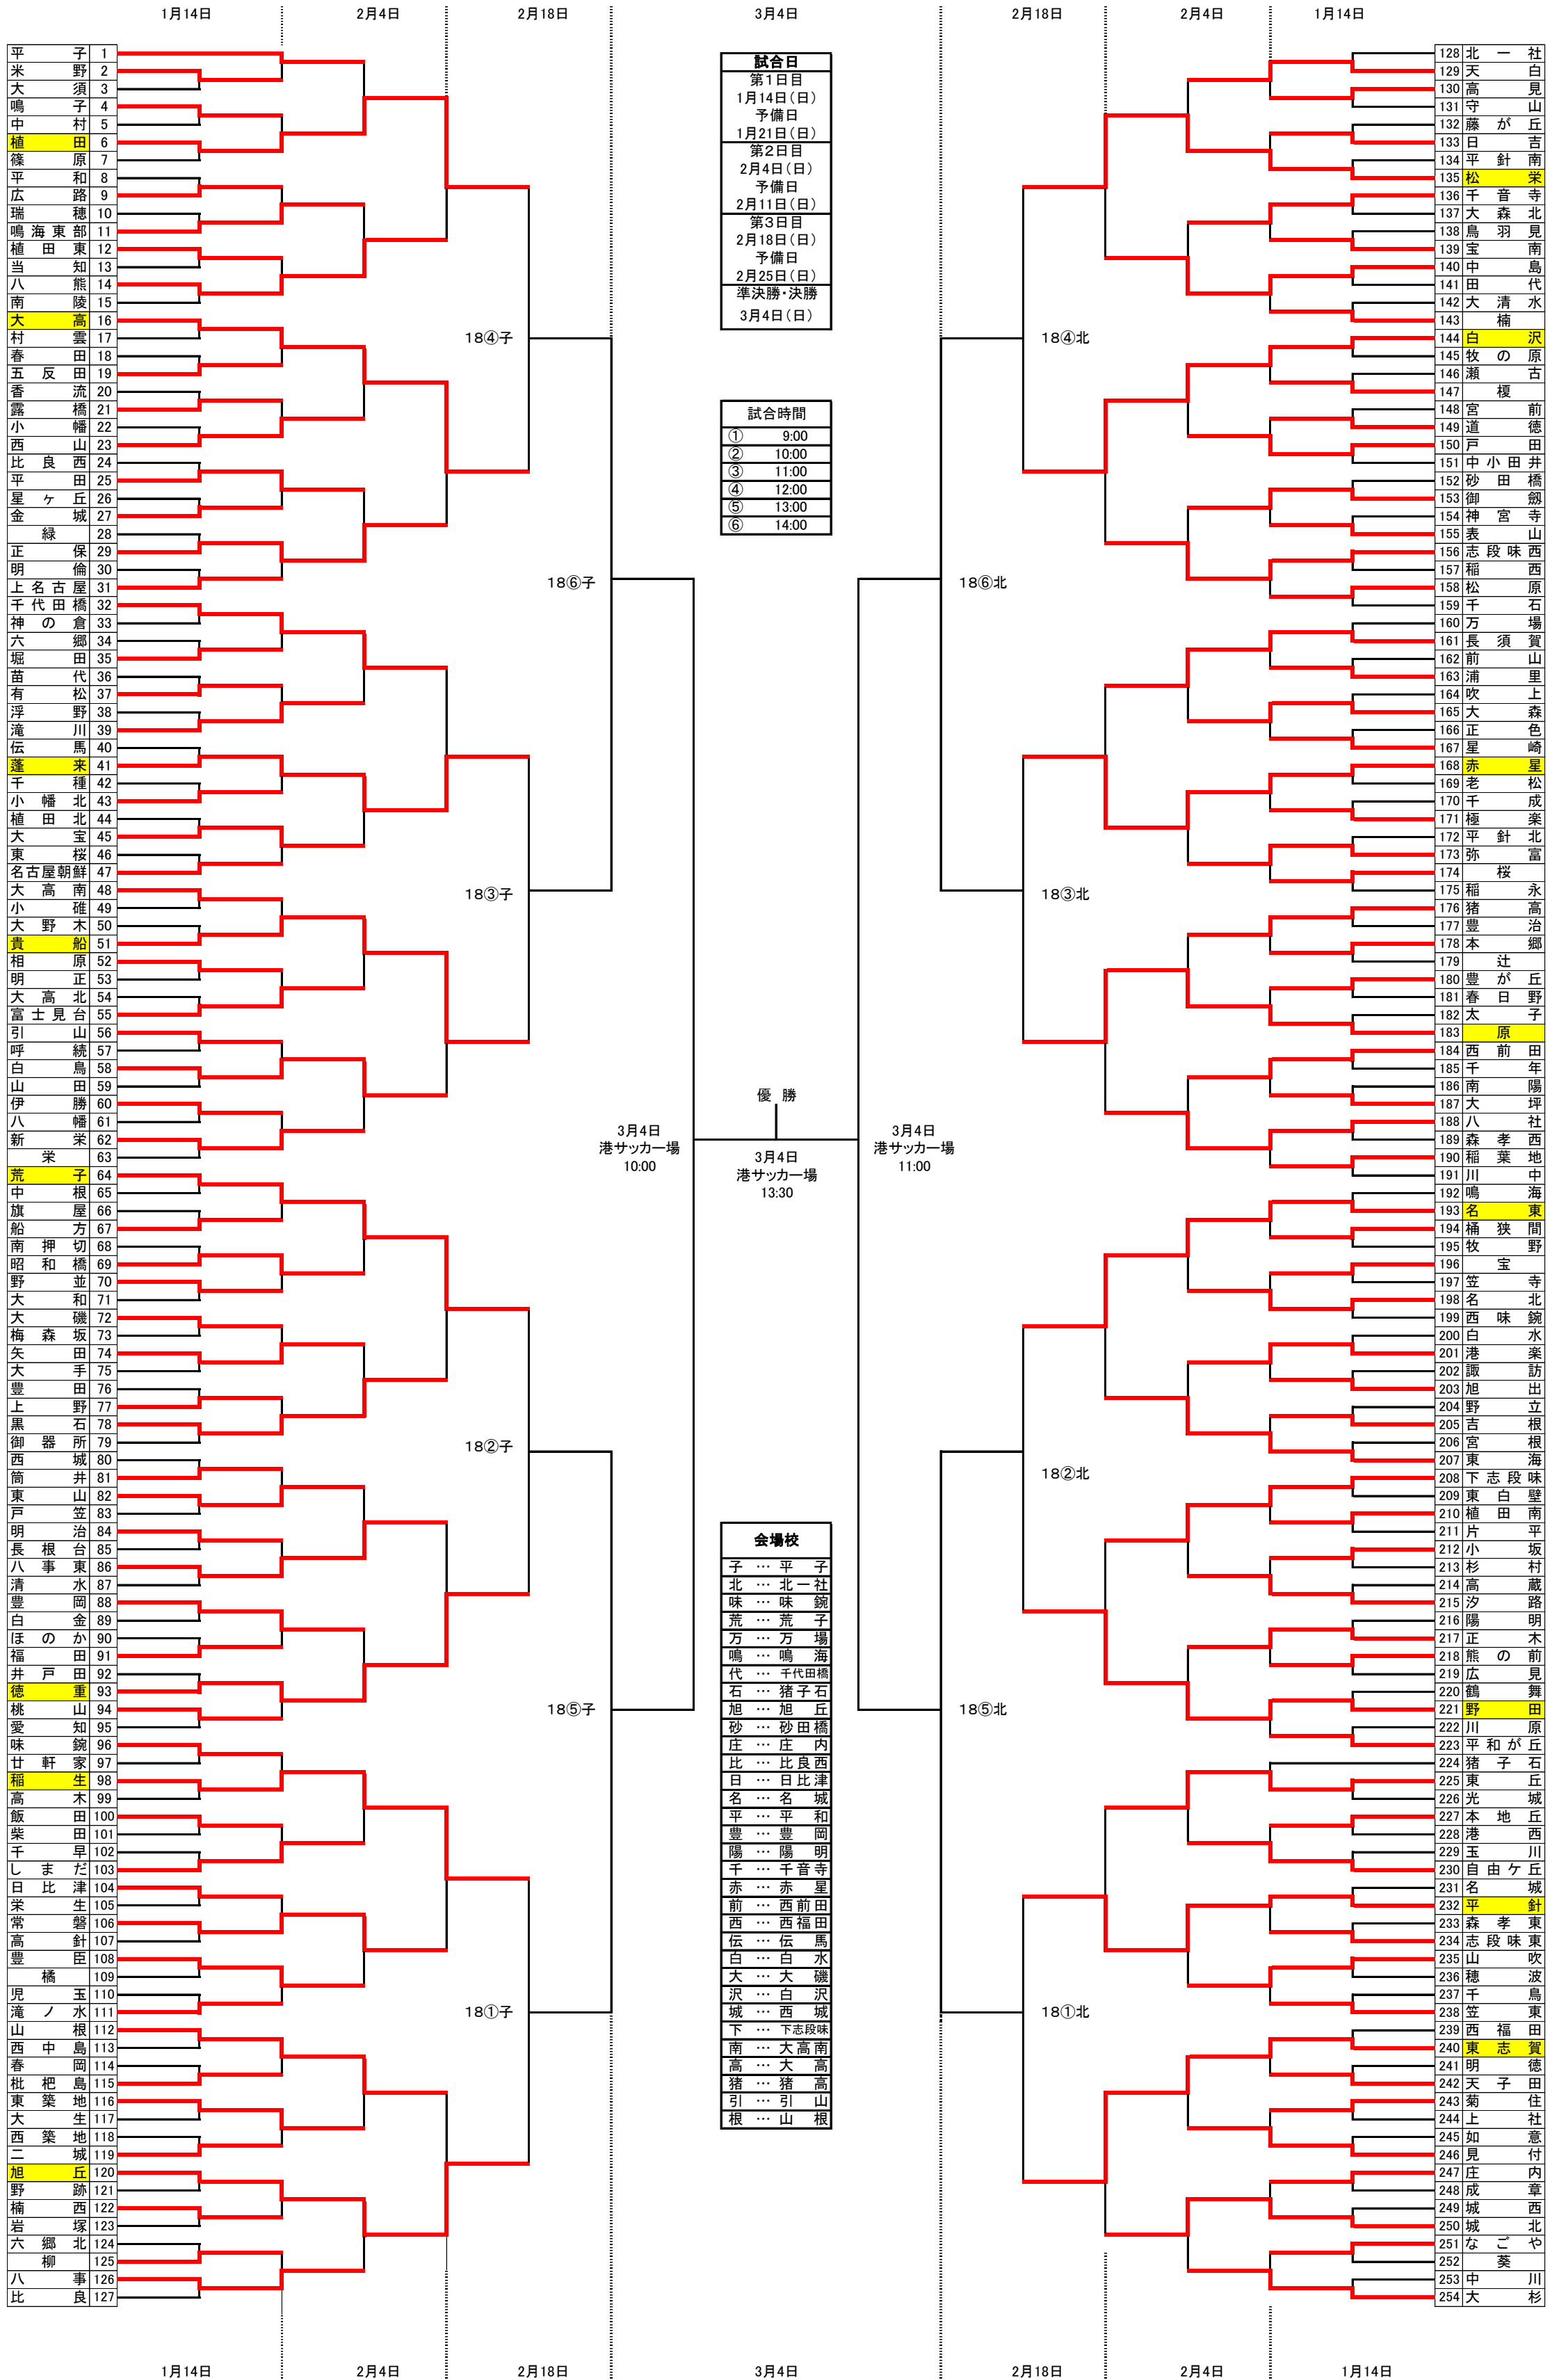 1月14日 2月4日 2月18日 3月4日 2月18日 2月4日 1月14日
平子 1
米野 2
大須 3
鳴子 4
中村 5
植田 6
篠原 7
平和 8
広路 9
瑞穂 10
鳴海東部 11
植田東 12
当知 13
八熊 14
南陵 15
大高 16
村雲 17
春田 18
五反田 19
香流 20
露橋 21
小幡 22
西山 23
比良西 24
平田 25
星ヶ丘 26
金城 27
緑 28
正保 29
明倫 30
上名古屋 31
千代田橋 32
神の倉 33
六郷 34
堀田 35
苗代 36
有松 37
浮野 38
滝川 39
伝馬 40
蓬来 41
千種 42
小幡北 43
植田北 44
大宝 45
東桜 46
名古屋朝鮮 47
大高南 48
小碓 49
大野木 50
貴船 51
相原 52
明正 53
大高北 54
富士見台 55
引山 56
呼続 57
白鳥 58
山田 59
伊勝 60
八幡 61
新栄 62
栄 63
荒子 64
中根 65
旗屋 66
船方 67
南押切 68
昭和橋 69
野並 70
大和 71
大磯 72
梅森坂 73
矢田 74
大手 75
豊田 76
上野 77
黒石 78
御器所 79
西城 80
筒井 81
東山 82
戸笠 83
明治 84
長根台 85
八事東 86
清水 87
豊岡 88
白金 89
ほのか 90
福田 91
井戸田 92
徳重 93
桃山 94
愛知 95
味鋺 96
廿軒家 97
稲生 98
高木 99
飯田 100
柴田 101
千早 102
しまだ 103
日比津 104
栄生 105
常磐 106
高針 107
豊臣 108
橘 109
児玉 110
滝ノ水 111
山根 112
西中島 113
春岡 114
枇杷島 115
東築地 116
大生 117
西築地 118
二城 119
旭丘 120
野跡 121
楠西 122
岩塚 123
六郷北 124
柳 125
八事 126
比良 127
18④子
18⑥子
18③子
18②子
18⑤子
18①子
試合日
第1日目
1月14日(日)
予備日
1月21日(日)
第2日目
2月4日(日)
予備日
2月11日(日)
第3日目
2月18日(日)
予備日
2月25日(日)
準決勝・決勝
3月4日(日)
試合時間
① 9:00
② 10:00
③ 11:00
④ 12:00
⑤ 13:00
⑥ 14:00
優勝
3月4日
港サッカー場
10:00
3月4日
港サッカー場
13:30
3月4日
港サッカー場
11:00
会場校
子 … 平子
北 … 北一社
味 … 味鋺
荒 … 荒子
万 … 万場
鳴 … 鳴海
代 … 千代田橋
石 … 猪子石
旭 … 旭丘
砂 … 砂田橋
庄 … 庄内
比 … 比良西
日 … 日比津
名 … 名城
平 … 平和
豊 … 豊岡
陽 … 陽明
千 … 千音寺
赤 … 赤星
前 … 西前田
西 … 西福田
伝 … 伝馬
白 … 白水
大 … 大磯
沢 … 白沢
城 … 西城
下 … 下志段味
南 … 大高南
高 … 大高
猪 … 猪高
引 … 引山
根 … 山根
18④北
18⑥北
18③北
18②北
18⑤北
18①北
128 北一社
129 天白
130 高見
131 守山
132 藤が丘
133 日吉
134 平針南
135 松栄
136 千音寺
137 大森北
138 鳥羽見
139 宝南
140 中島
141 田代
142 大清水
143 楠
144 白沢
145 牧の原
146 瀬古
147 榎
148 宮前
149 道徳
150 戸田
151 中小田井
152 砂田橋
153 御劔
154 神宮寺
155 表山
156 志段味西
157 稲西
158 松原
159 千石
160 万場
161 長須賀
162 前山
163 浦里
164 吹上
165 大森
166 正色
167 星崎
168 赤星
169 老松
170 千成
171 極楽
172 平針北
173 弥富
174 桜
175 稲永
176 猪高
177 豊治
178 本郷
179 辻
180 豊が丘
181 春日野
182 太子
183 原
184 西前田
185 千年
186 南陽
187 大坪
188 八社
189 森孝西
190 稲葉地
191 川中
192 鳴海
193 名東
194 桶狭間
195 牧野
196 宝
197 笠寺
198 名北
199 西味鋺
200 白水
201 港楽
202 諏訪
203 旭出
204 野立
205 吉根
206 宮根
207 東海
208 下志段味
209 東白壁
210 植田南
211 片平
212 小坂
213 杉村
214 高蔵
215 汐路
216 陽明
217 正木
218 熊の前
219 広見
220 鶴舞
221 野田
222 川原
223 平和が丘
224 猪子石
225 東丘
226 光城
227 本地丘
228 港西
229 玉川
230 自由ケ丘
231 名城
232 平針
233 森孝東
234 志段味東
235 山吹
236 穂波
237 千鳥
238 笠東
239 西福田
240 東志賀
241 明徳
242 天子田
243 菊住
244 上社
245 如意
246 見付
247 庄内
248 成章
249 城西
250 城北
251 なごや
252 葵
253 中川
254 大杉
1月14日 2月4日 2月18日 3月4日 2月18日 2月4日 1月14日